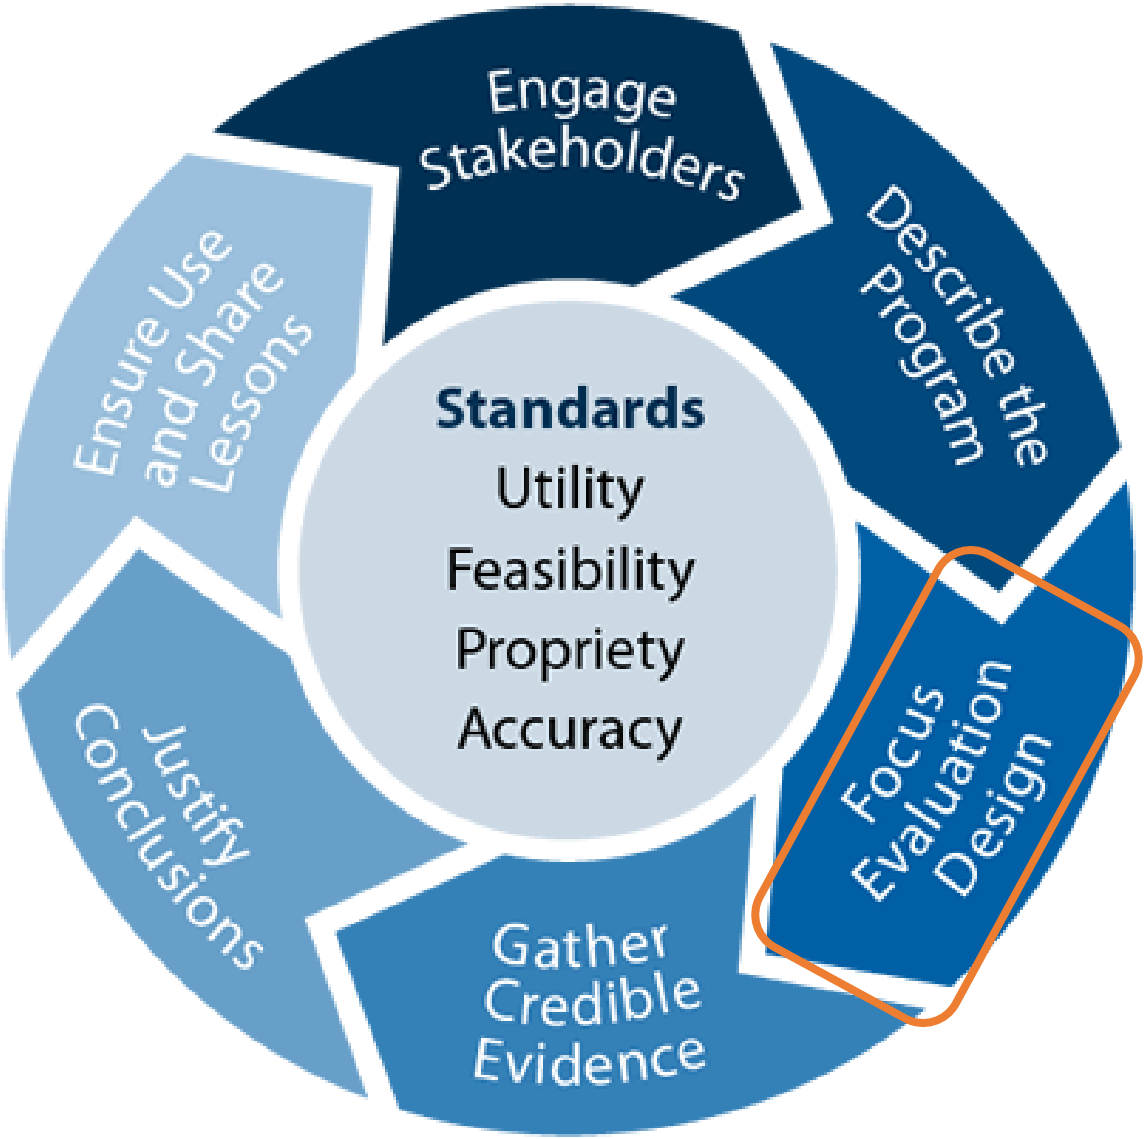 Engage
Stakeholders
Describe the
Program
Focus
Evaluation
Design
Gather
Credible
Evidence
Justify
Conclusions
Ensure Use
and Share
Lessons
Standards
Utility
Feasibility
Propriety
Accuracy